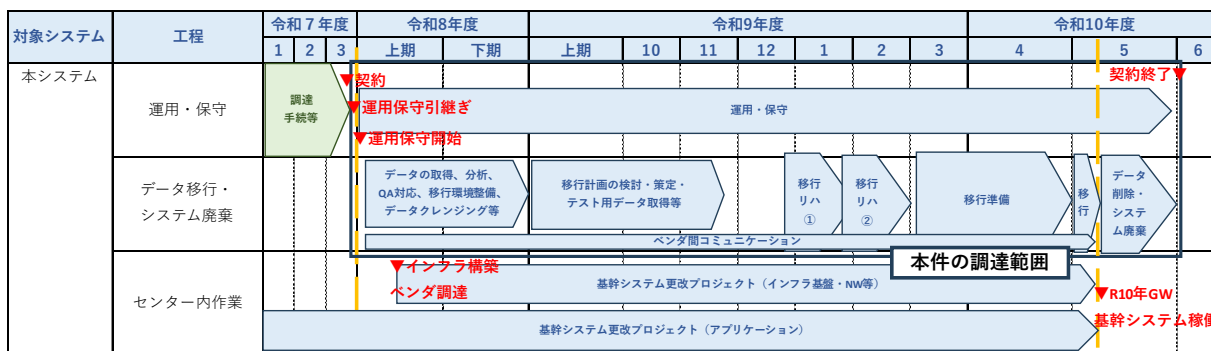 対象システム
工程
令和７年度
令和8年度
令和9年度
令和10年度
1
2
3
上期
下期
上期
10
11
12
1
2
3
4
5
6
本システム
運用・保守
調達
手続等
▼契約
契約終了▼
▼運用保守引継ぎ
運用・保守
▼運用保守開始
データ移行・
システム廃棄
データの取得、分析、
QA対応、移行環境整備、
データクレンジング等
移行計画の検討・策定・
テスト用データ取得等
移行
リハ
①
移行
リハ
②
移行準備
移
行
データ
削除・
システ
ム廃棄
ベンダ間コミュニケーション
本件の調達範囲
センター内作業
▼インフラ構築
ベンダ調達
基幹システム更改プロジェクト（インフラ基盤・NW等）
▼R10年GW
基幹システム稼働
基幹システム更改プロジェクト（アプリケーション）